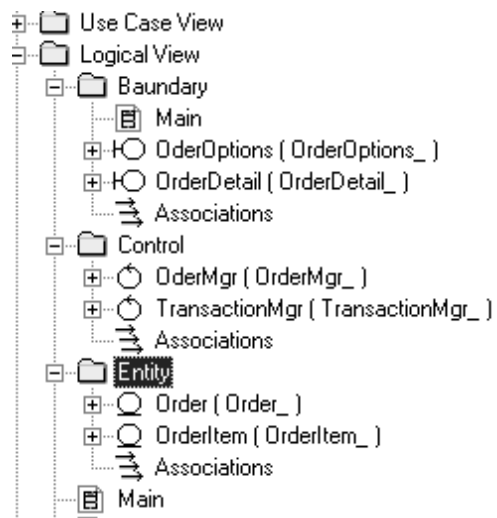 Use Case View
Logical View
Baundary
Main
OderOptions ( OrderOptions_ )
OrderDetail ( OrderDetail_ )
Associations
Control
OderMgr ( OrderMgr_ )
TransactionMgr ( TransactionMgr_ )
Associations
Entity
Order ( Order_ )
OrderItem ( OrderItem_ )
Associations
Main